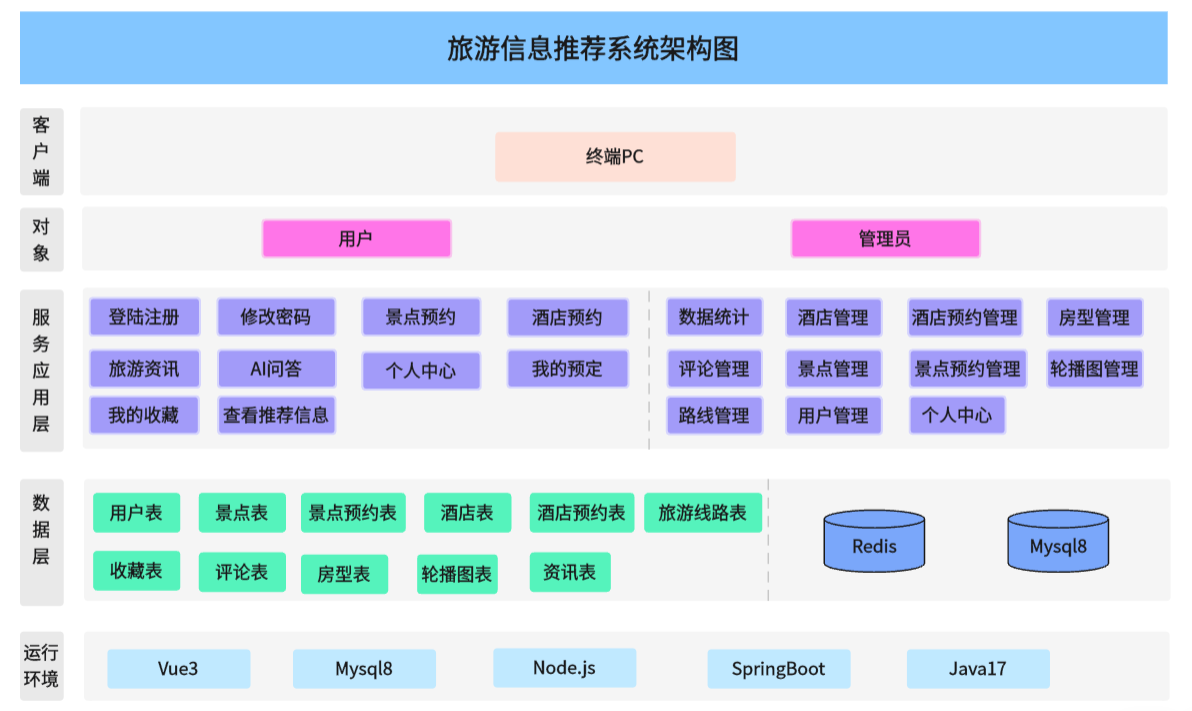 旅游信息推荐系统架构图
客户端
终端PC
对象
用户
管理员
服务应用层
登陆注册
修改密码
景点预约
酒店预约
数据统计
酒店管理
酒店预约管理
房型管理
旅游资讯
AI问答
个人中心
我的预定
评论管理
景点管理
景点预约管理
轮播图管理
我的收藏
查看推荐信息
路线管理
用户管理
个人中心
数据层
用户表
景点表
景点预约表
酒店表
酒店预约表
旅游线路表
收藏表
评论表
房型表
轮播图表
资讯表
Redis
Mysql8
运行环境
Vue3
Mysql8
Node.js
SpringBoot
Java17